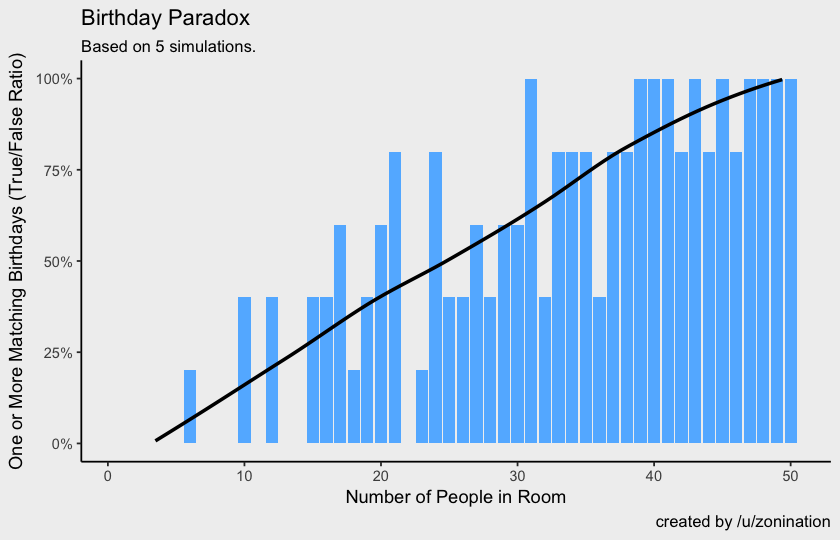 Birthday Paradox
Based on 5 simulations.
One or More Matching Birthdays (True/False Ratio)
100%
75%
50%
25%
0%
0
10
20
30
40
50
Number of People in Room
created by /u/zonination